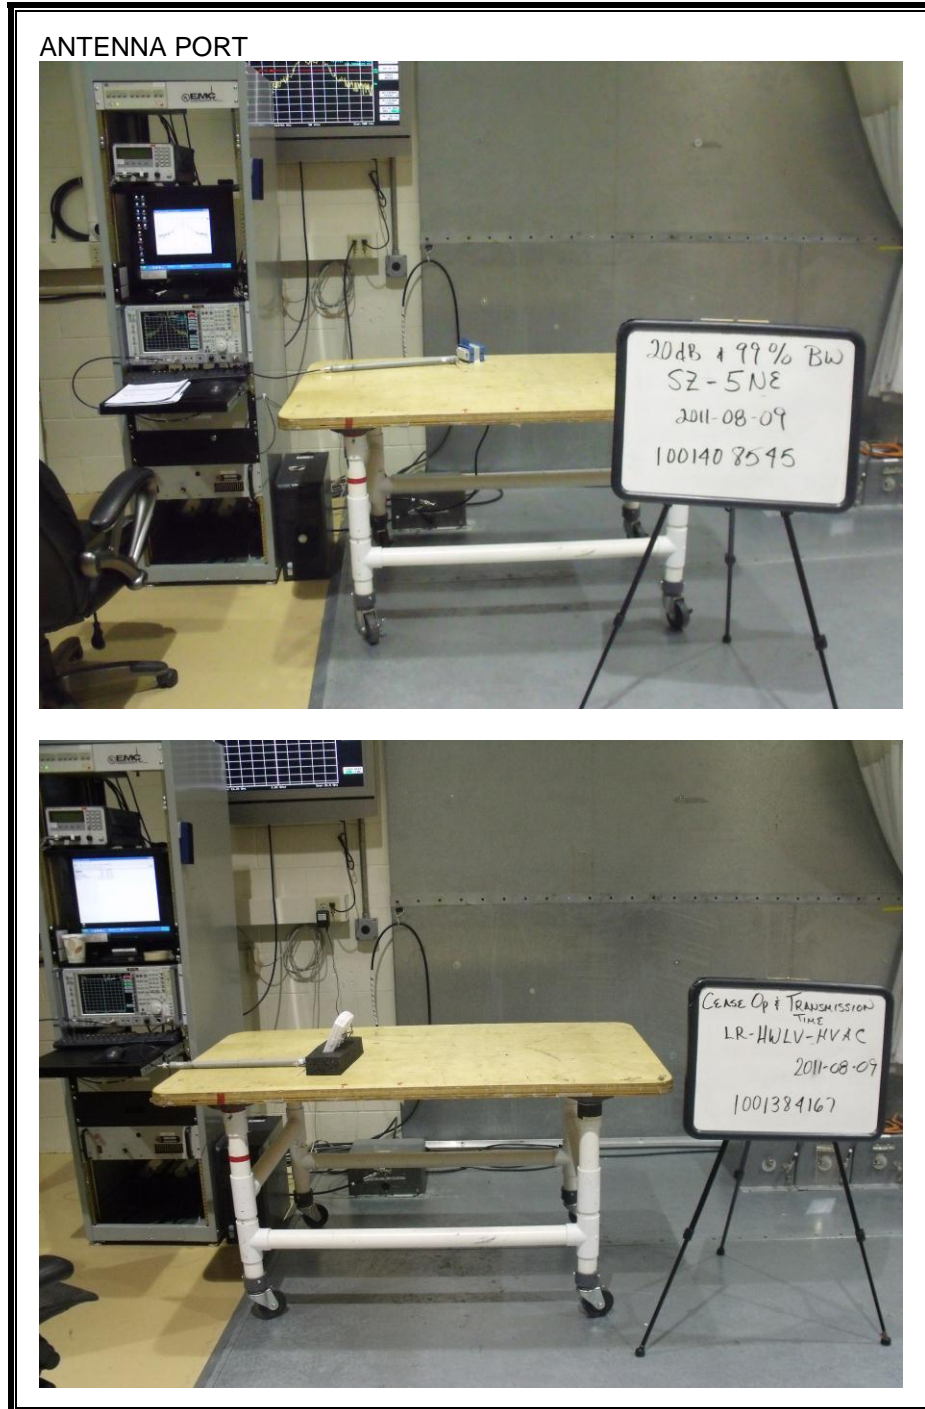 ANTENNA PORT
EMC
20dB & 99% BW
SZ-5NE
2011-08-09
1001408545
EMC
CEASE OP & TRANSMISSION
TIME
LR-HWLV-HVAC
2011-08-09
1001384167